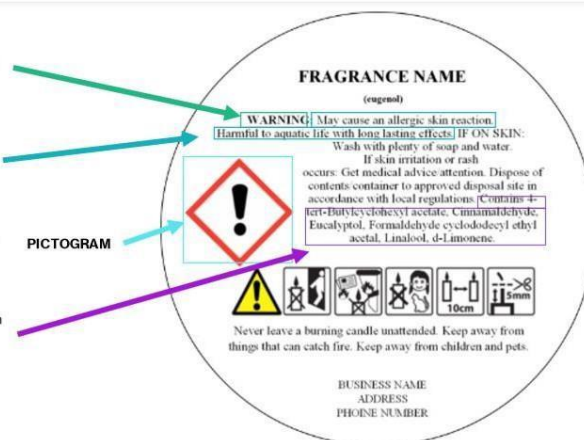 FRAGRANCE NAME
(eugenol)
WARNING May cause an allergic skin reaction.
Harmful to aquatic life with long lasting effects. IF ON SKIN:
Wash with plenty of soap and water.
If skin irritation or rash
occurs: Get medical advice attention. Dispose of
contents container to approved disposal site in
accordance with local regulations. Contains 4-
tert-Butylcyclohexyl acetate, Cinnamaldehyde,
Eucalyptol, Formaldehyde cyclododecyl ethyl
acetal, Linalool, d-Limonene.
PICTOGRAM
10cm
5mm
Never leave a burning candle unattended. Keep away from
things that can catch fire. Keep away from children and pets.
BUSINESS NAME
ADDRESS
PHOINE NUMBER